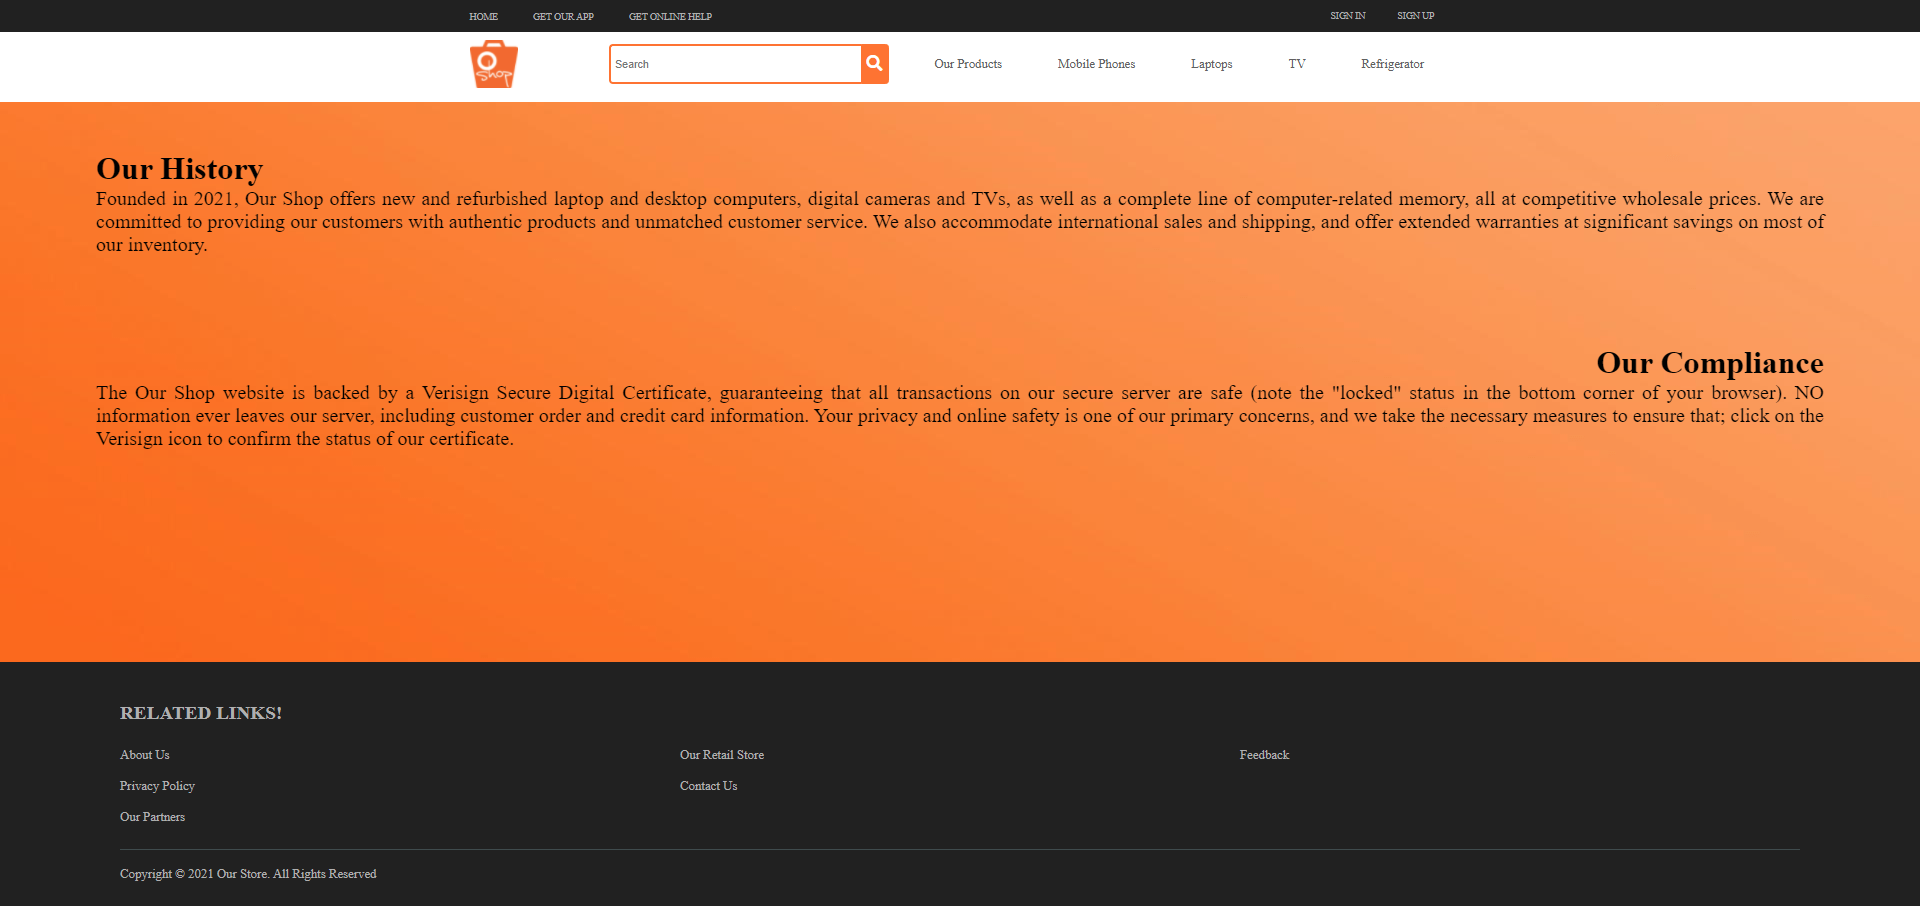 HOME GET OUR APP GET ONLINE HELP SIGN IN SIGN UP
O Shop Search Our Products Mobile Phones Laptops TV Refrigerator
Our History
Founded in 2021, Our Shop offers new and refurbished laptop and desktop computers, digital cameras and TVs, as well as a complete line of computer-related memory, all at competitive wholesale prices. We are
committed to providing our customers with authentic products and unmatched customer service. We also accommodate international sales and shipping, and offer extended warranties at significant savings on most of
our inventory.
Our Compliance
The Our Shop website is backed by a Verisign Secure Digital Certificate, guaranteeing that all transactions on our secure server are safe (note the "locked" status in the bottom corner of your browser). NO
information ever leaves our server, including customer order and credit card information. Your privacy and online safety is one of our primary concerns, and we take the necessary measures to ensure that; click on the
Verisign icon to confirm the status of our certificate.
RELATED LINKS!
About Us Our Retail Store Feedback
Privacy Policy Contact Us
Our Partners
Copyright © 2021 Our Store. All Rights Reserved